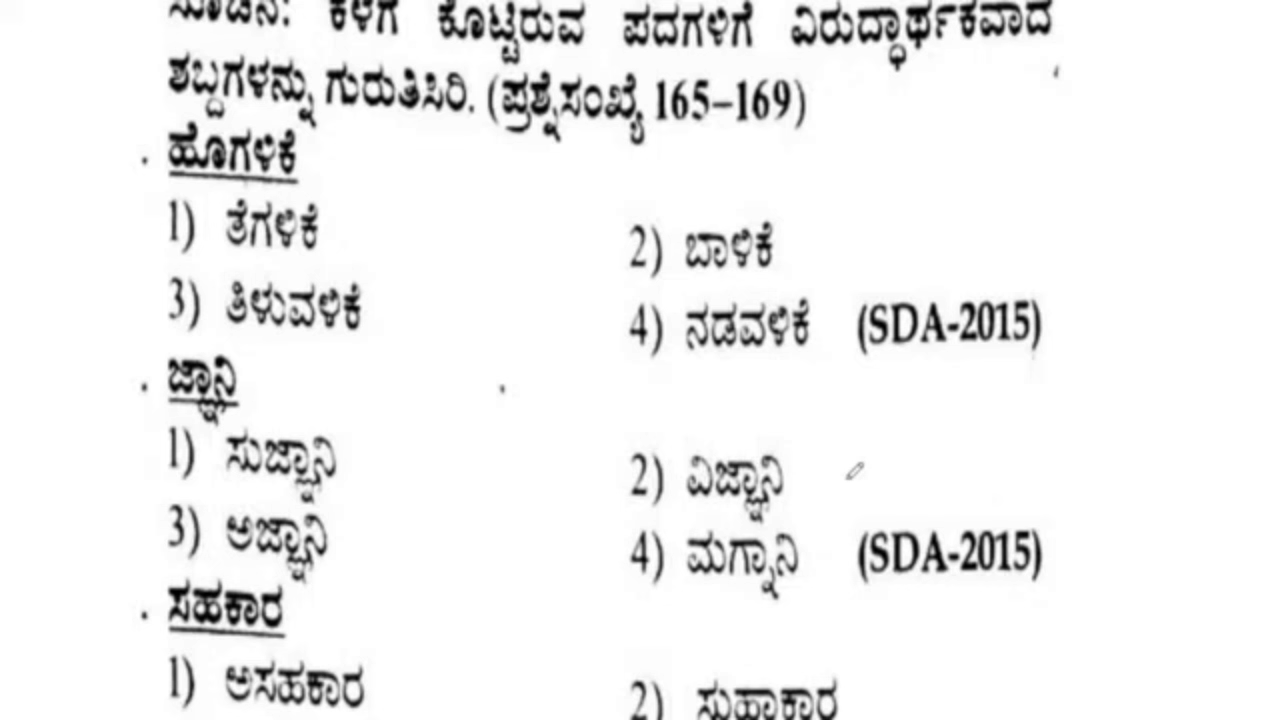 ಸೂಚನೆ: ಕೆಳಗೆ ಕೊಟ್ಟಿರುವ ಪದಗಳಿಗೆ ವಿರುದ್ಧಾರ್ಥಕವಾದ
ಶಬ್ದಗಳನ್ನು ಗುರುತಿಸಿರಿ. (ಪ್ರಶ್ನೆಸಂಖ್ಯೆ 165–169)
. ಹೊಗಳಿಕೆ
1) ತೆಗಳಿಕೆ 2) ಬಾಳಿಕೆ
3) ತಿಳುವಳಿಕೆ 4) ನಡವಳಿಕೆ (SDA-2015)
. ಜ್ಞಾನಿ
1) ಸುಜ್ಞಾನಿ 2) ವಿಜ್ಞಾನಿ
3) ಅಜ್ಞಾನಿ 4) ಮಗ್ನಾನಿ (SDA-2015)
. ಸಹಕಾರ
1) ಅಸಹಕಾರ 2) ಸುಹಾಕಾರ